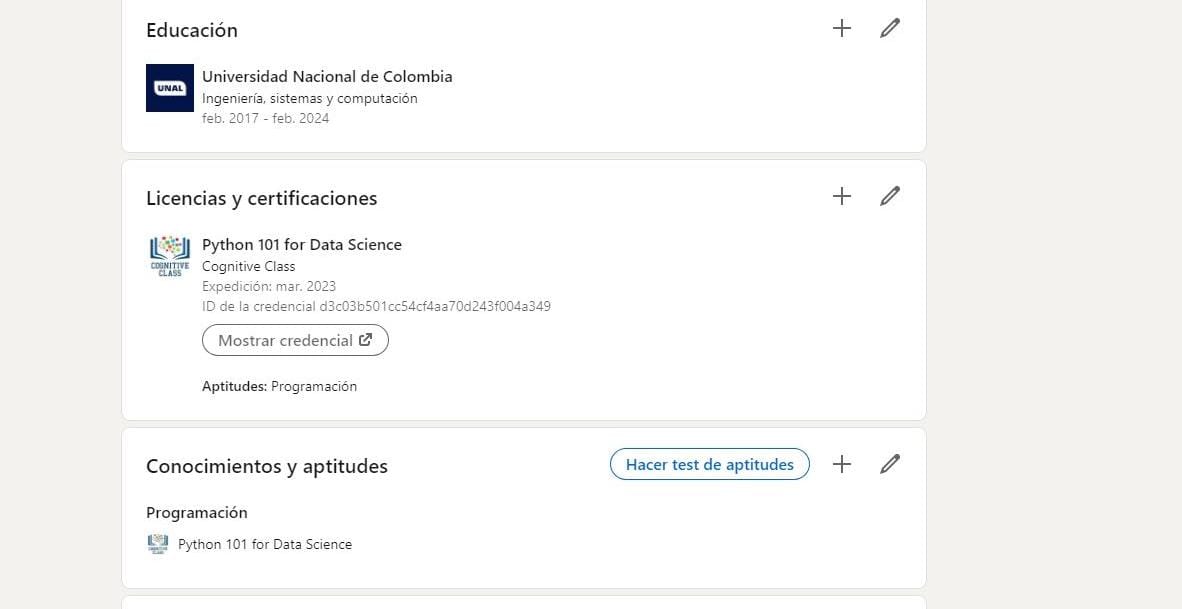 Educación
UNAL
Universidad Nacional de Colombia
Ingeniería, sistemas y computación
feb. 2017 - feb. 2024
Licencias y certificaciones
COGNITIVE
CLASS
Python 101 for Data Science
Cognitive Class
Expedición: mar. 2023
ID de la credencial d3c03b501cc54cf4aa70d243f004a349
Mostrar credencial
Aptitudes: Programación
Conocimientos y aptitudes
Hacer test de aptitudes
Programación
Python 101 for Data Science